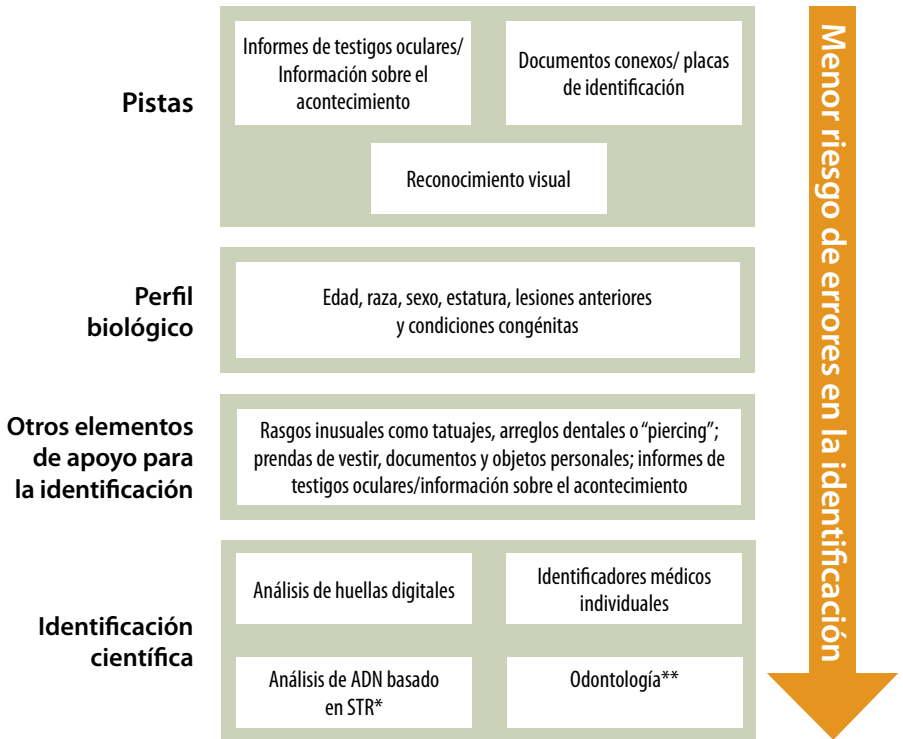 Pistas
Informes de testigos oculares/
Información sobre el
acontecimiento
Documentos conexos/ placas
de identificación
Reconocimiento visual
Perfil
biológico
Edad, raza, sexo, estatura, lesiones anteriores
y condiciones congénitas
Otros elementos
de apoyo para
la identificación
Rasgos inusuales como tatuajes, arreglos dentales o “piercing”;
prendas de vestir, documentos y objetos personales; informes de
testigos oculares/información sobre el acontecimiento
Identificación
científica
Análisis de huellas digitales
Identificadores médicos
individuales
Análisis de ADN basado
en STR*
Odontología**
Menor riesgo de errores en la identificación